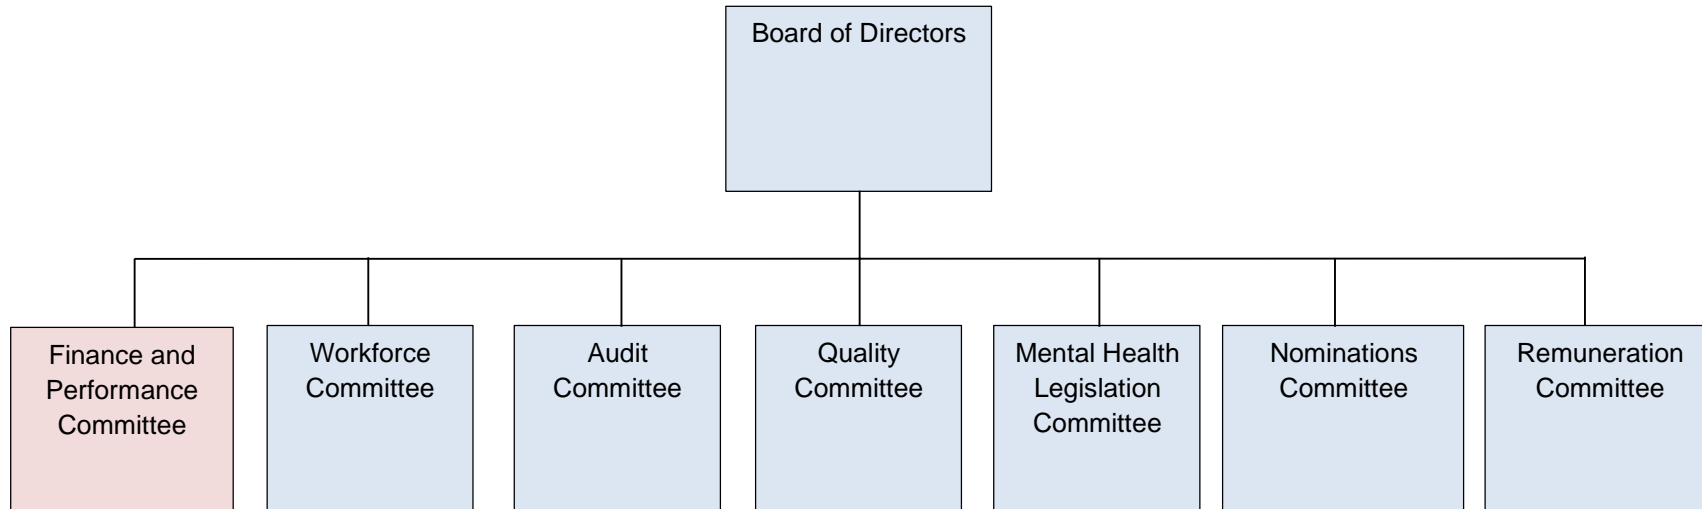 Board of Directors
Finance and
Performance
Committee
Workforce
Committee
Audit
Committee
Quality
Committee
Mental Health
Legislation
Committee
Nominations
Committee
Remuneration
Committee